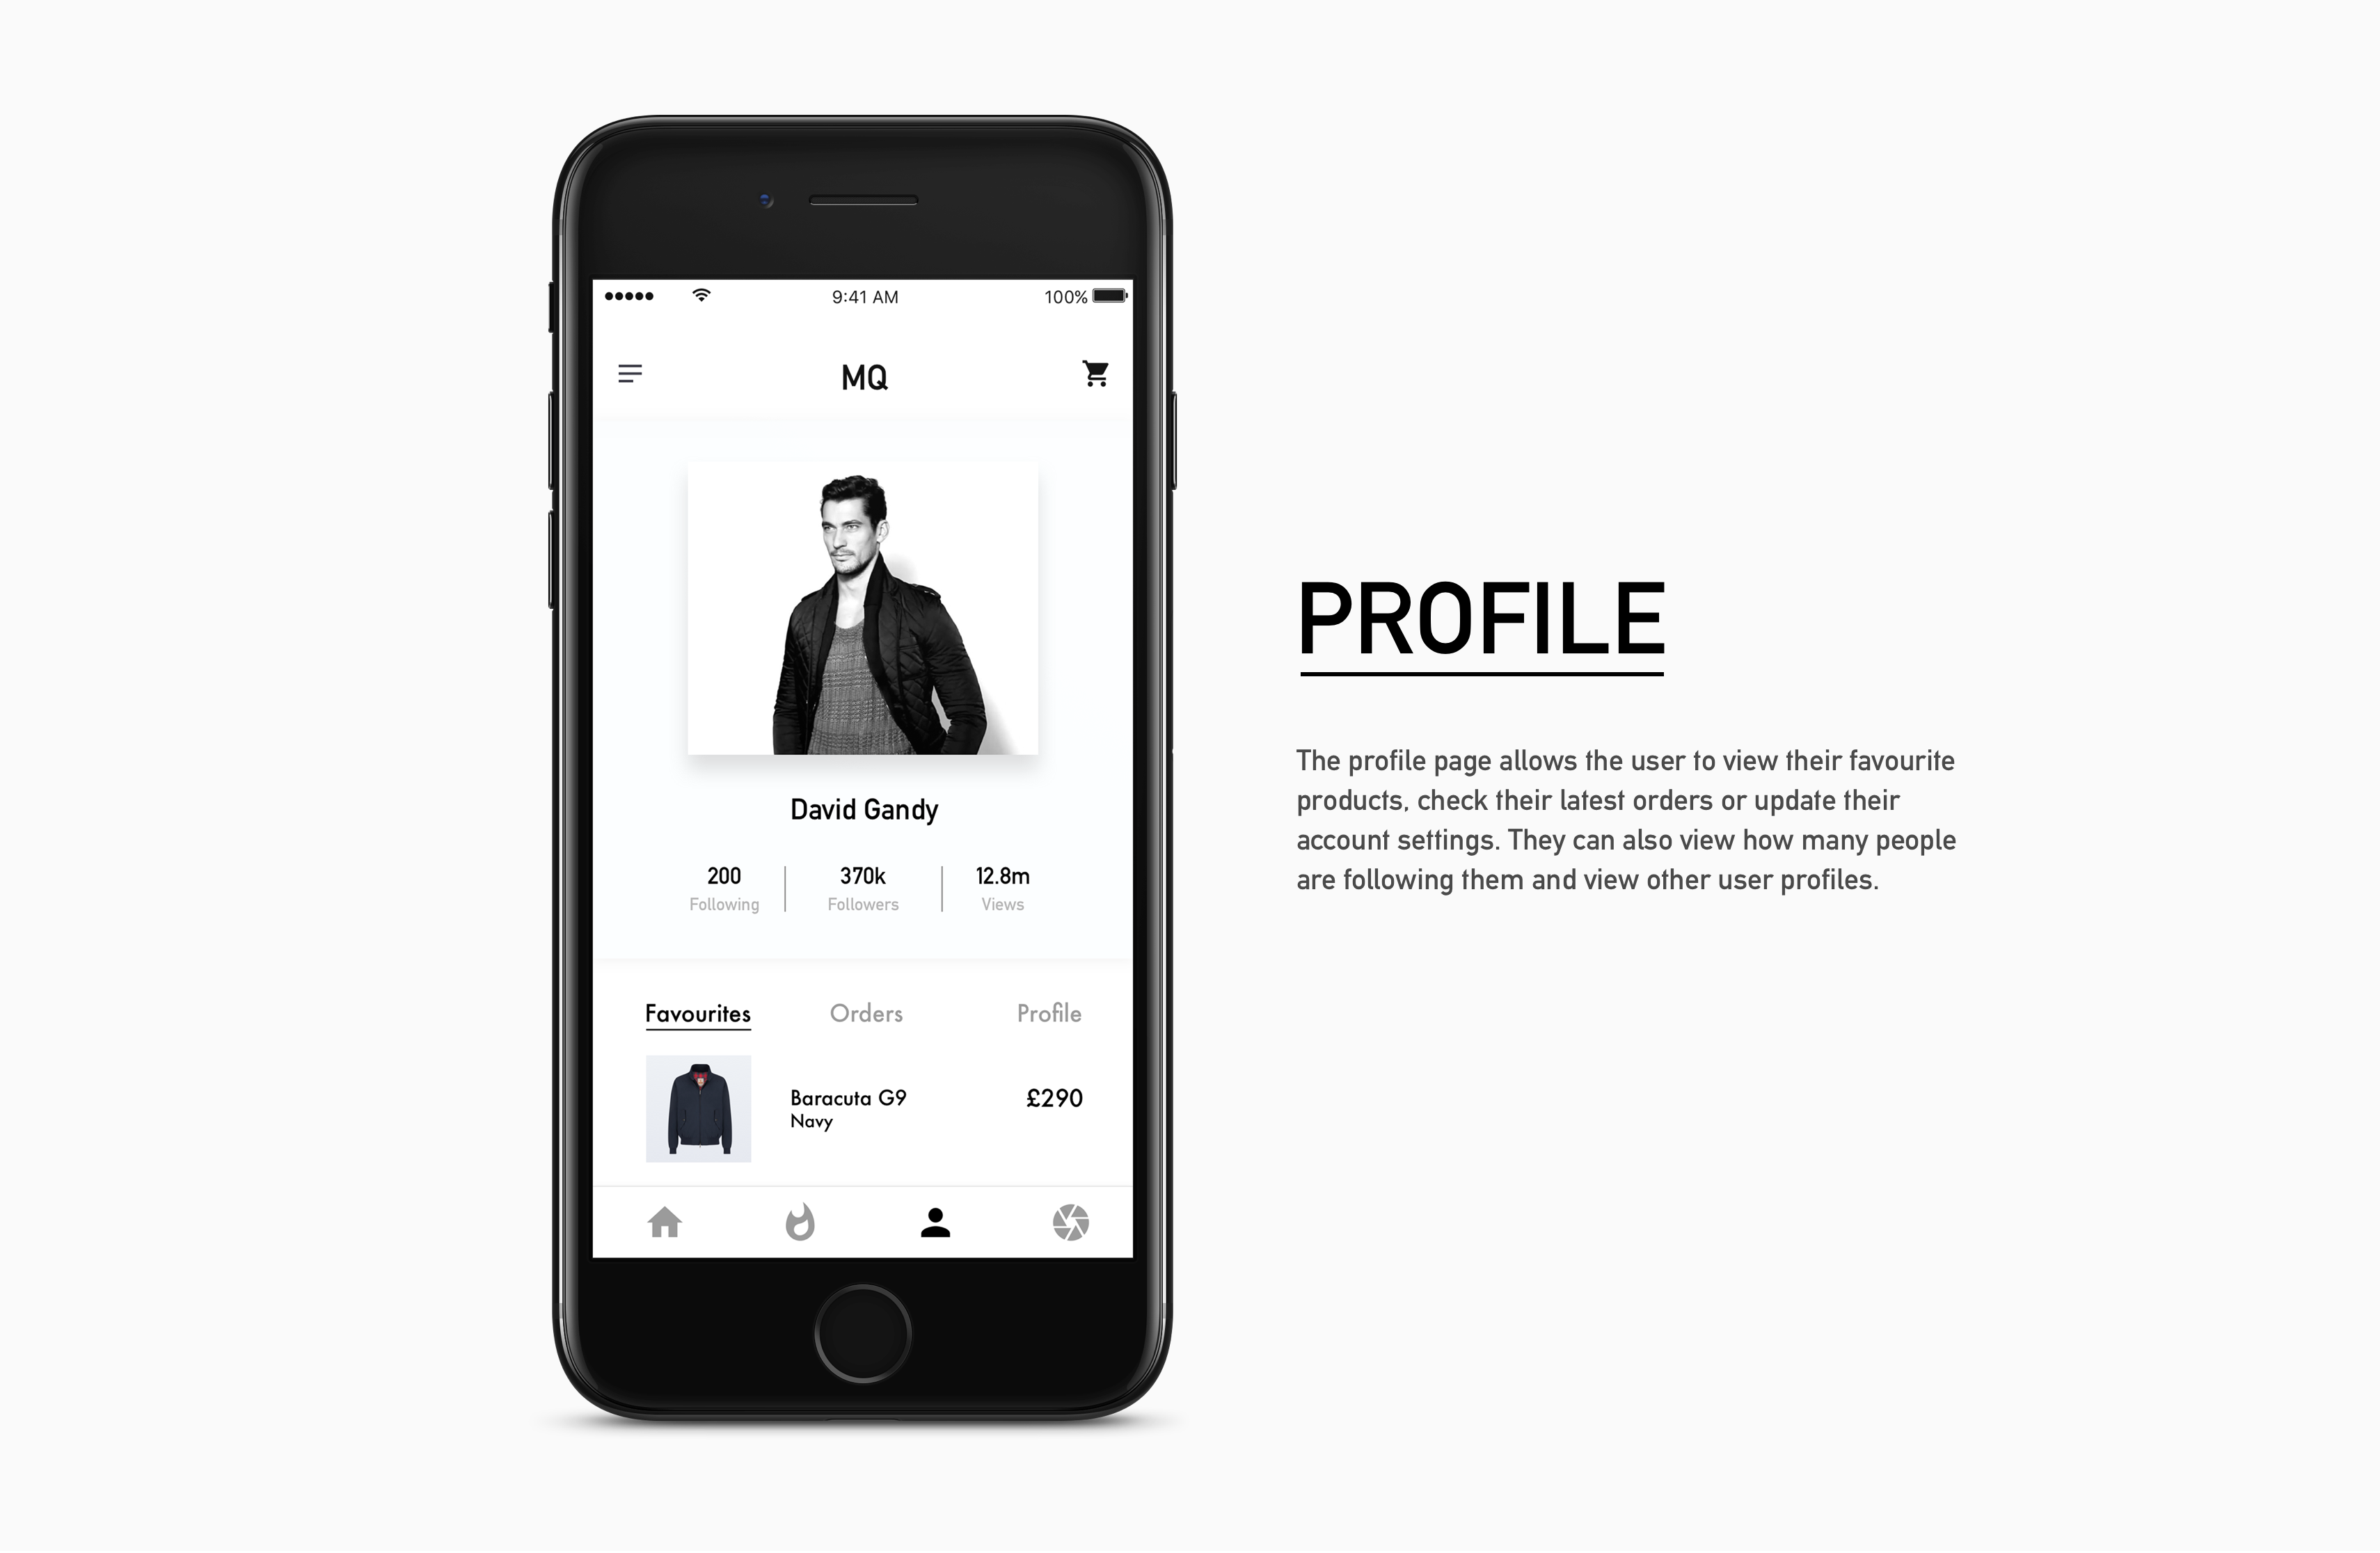 9:41 AM
100%
MQ
David Gandy
200
370k
12.8m
Following
Followers
Views
Favourites
Orders
Profile
Baracuta G9
£290
Navy
PROFILE
The profile page allows the user to view their favourite
products, check their latest orders or update their
account settings. They can also view how many people
are following them and view other user profiles.